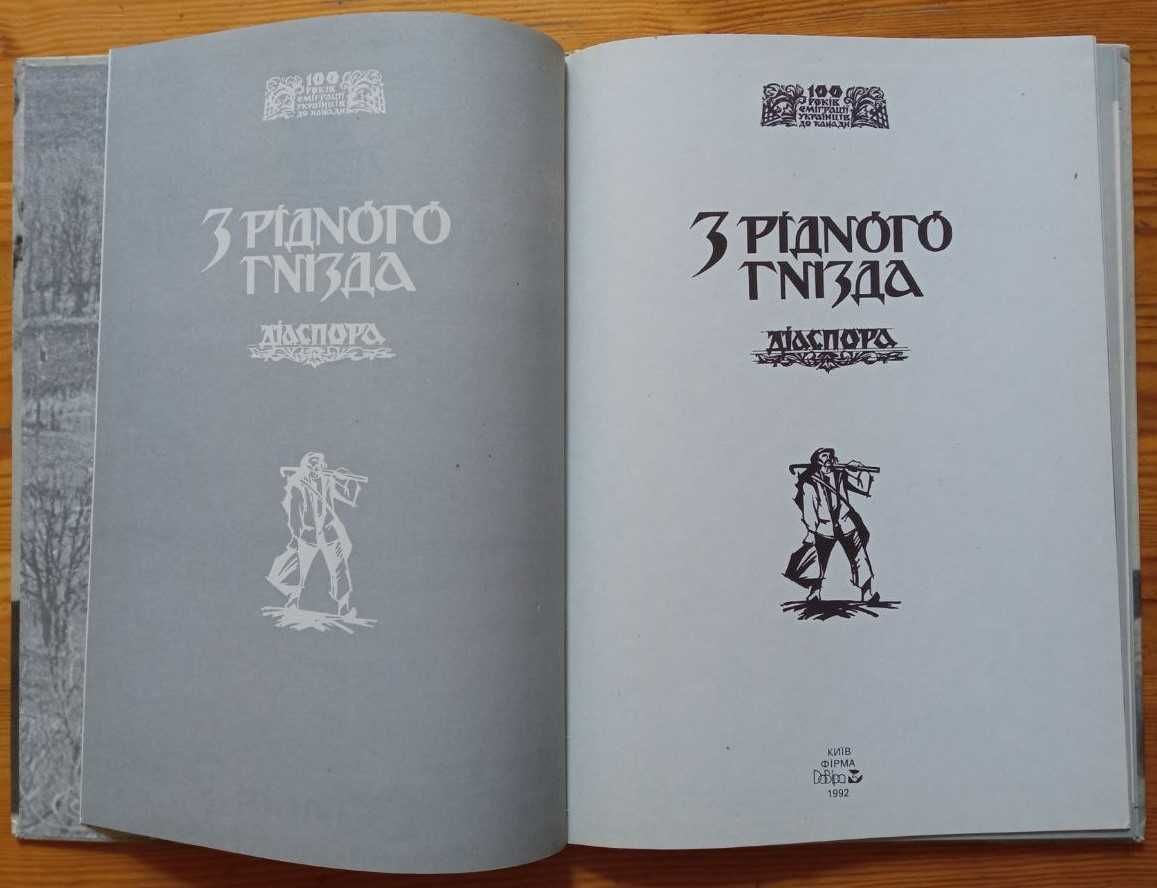 100
РОКІВ
ЕМІГРАЦІЇ
УКРАЇНЦІВ
ДО КАНАДИ
З РІДНОГО
ГНІЗДА
ДІАСПОРА
100
РОКІВ
ЕМІГРАЦІЇ
УКРАЇНЦІВ
ДО КАНАДИ
З РІДНОГО
ГНІЗДА
ДІАСПОРА
КИЇВ
ФІРМА
Довіра
1992